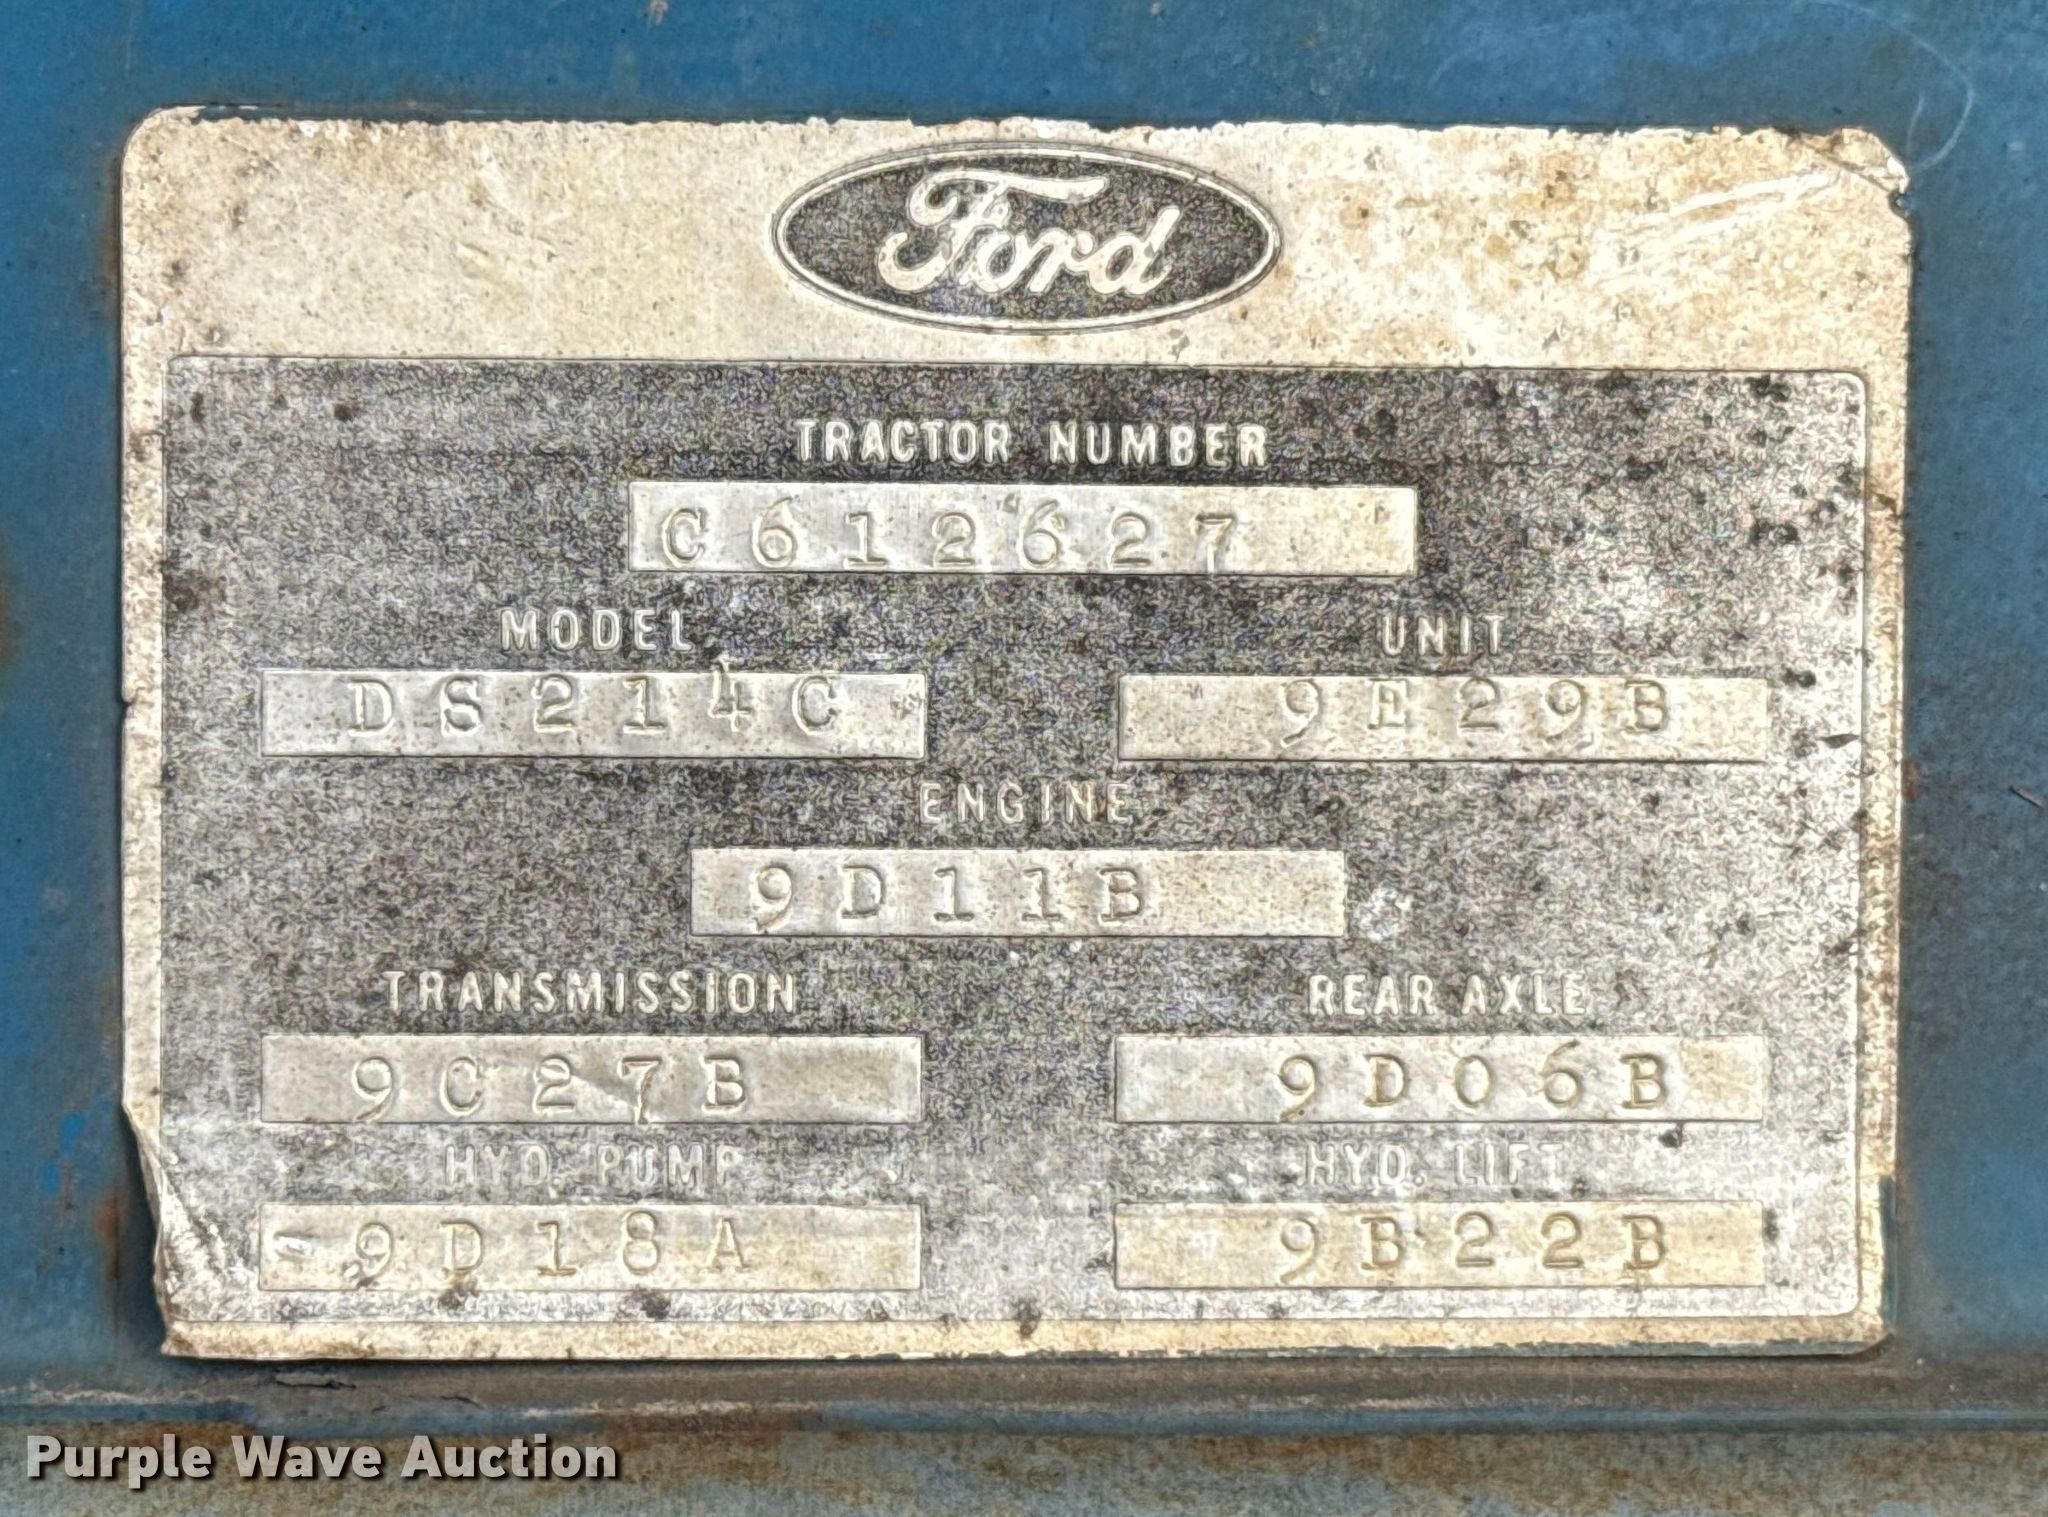 Ford
TRACTOR NUMBER
C612627
MODEL UNIT
DS214C 9E29B
ENGINE
9D11B
TRANSMISSION REAR AXLE
9C27B 9D06B
HYD. PUMP HYD. LIFT
9D18A 9B22B
Purple Wave Auction